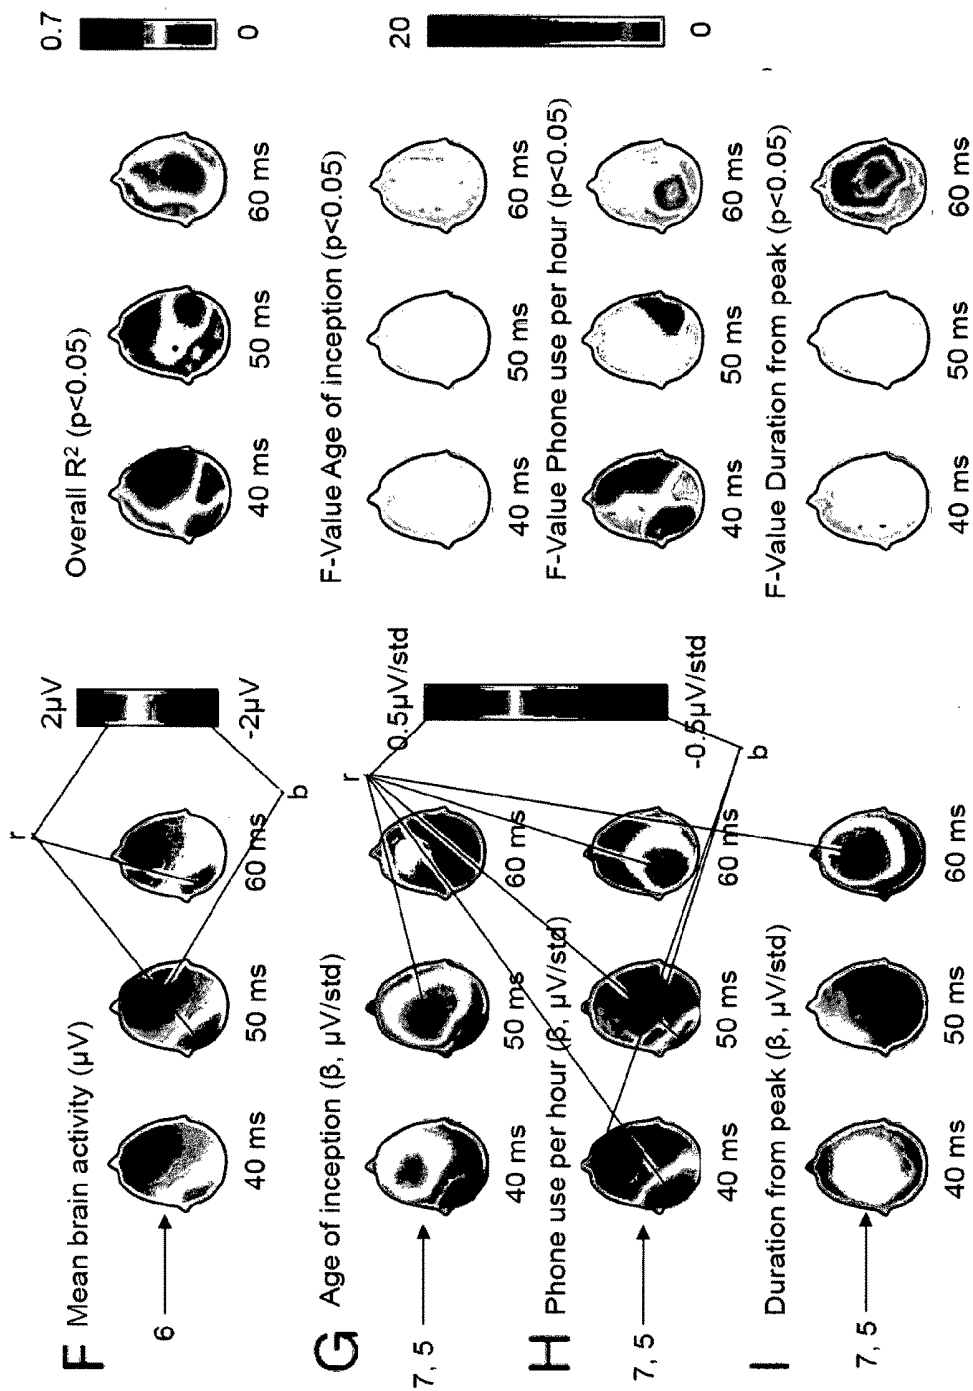 F Mean brain activity (µV)
Overall R² (p<0.05)
6
40 ms
50 ms
60 ms
r
b
2µV
-2µV
40 ms
50 ms
60 ms
0.7
0
G Age of inception (β, µV/std)
F-Value Age of inception (p<0.05)
7, 5
40 ms
50 ms
60 ms
r
0.5µV/std
-0.5µV/std
b
40 ms
50 ms
60 ms
20
0
H Phone use per hour (β, µV/std)
F-Value Phone use per hour (p<0.05)
7, 5
40 ms
50 ms
60 ms
40 ms
50 ms
60 ms
I Duration from peak (β, µV/std)
F-Value Duration from peak (p<0.05)
7, 5
40 ms
50 ms
60 ms
40 ms
50 ms
60 ms